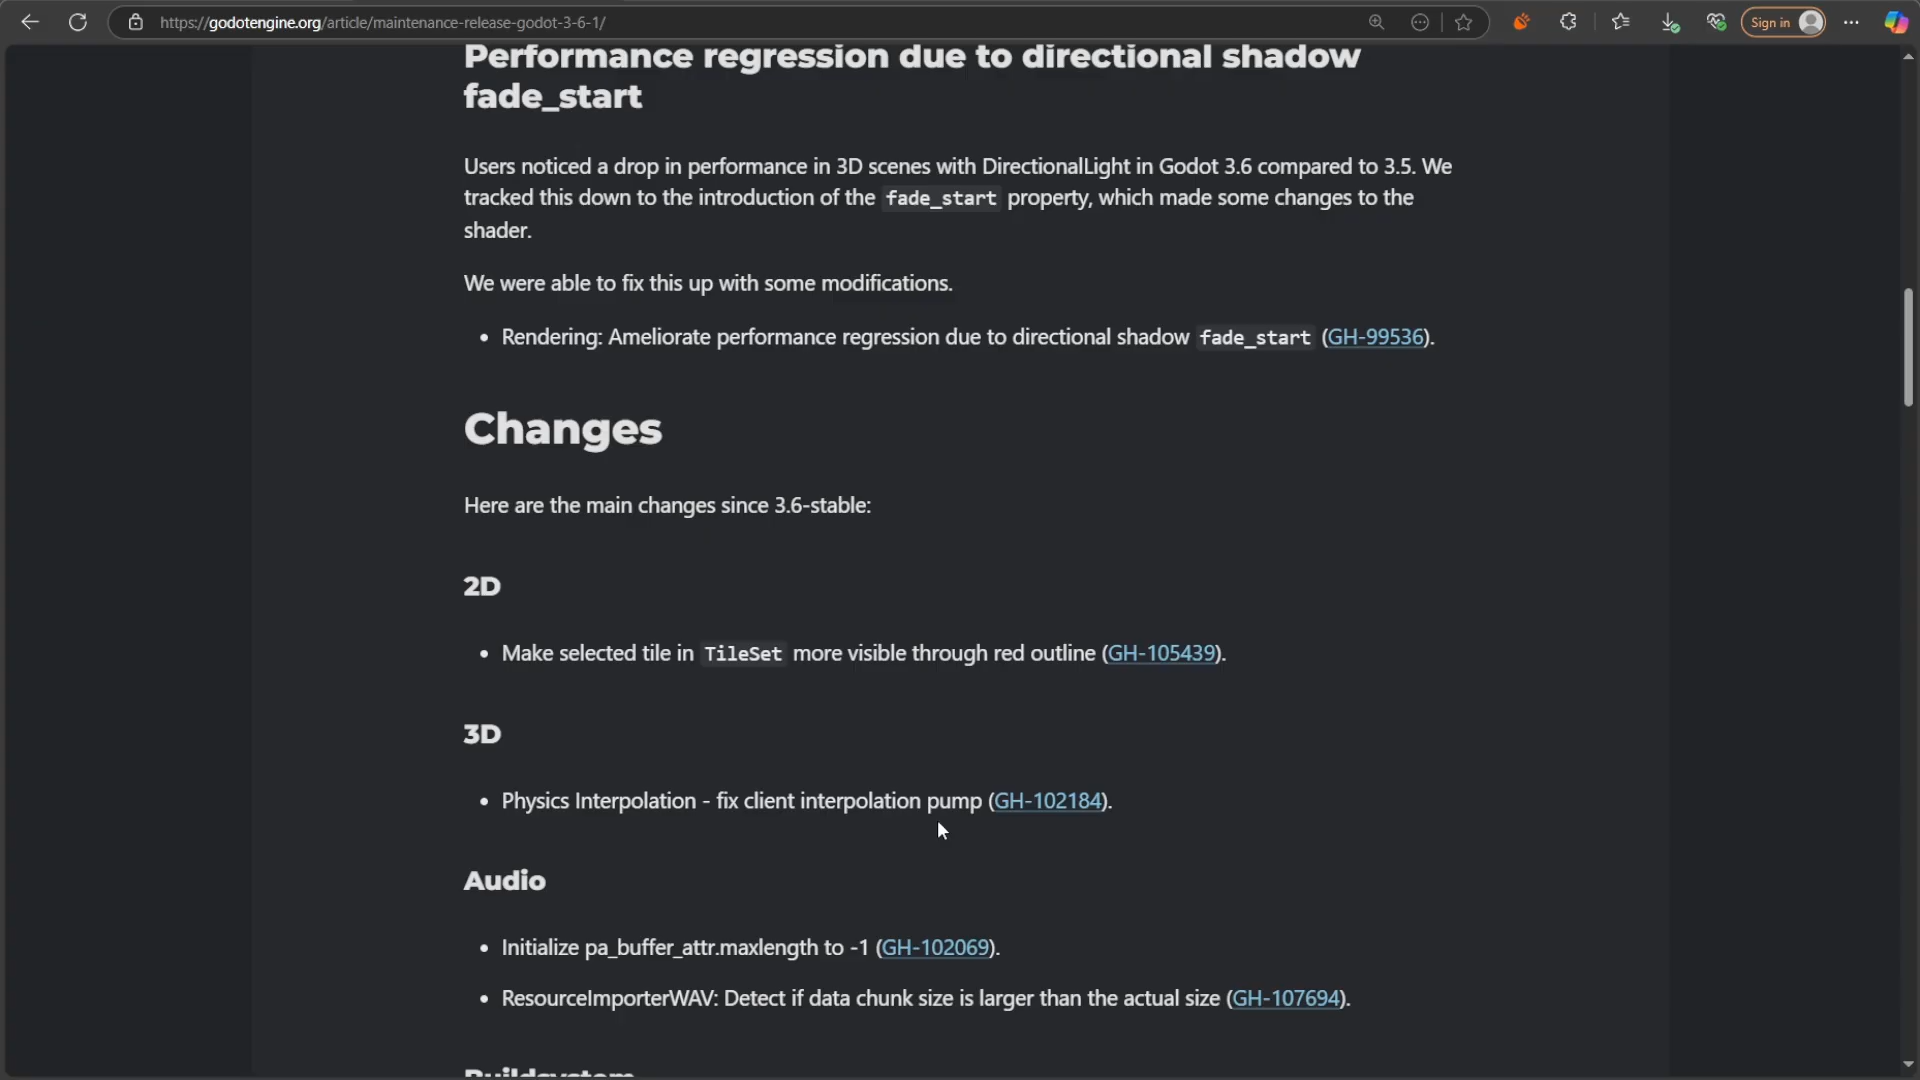 https://godotengine.org/article/maintenance-release-godot-3-6-1/
Sign in
Performance regression due to directional shadow
fade_start
Users noticed a drop in performance in 3D scenes with DirectionalLight in Godot 3.6 compared to 3.5. We
tracked this down to the introduction of the fade_start property, which made some changes to the
shader.
We were able to fix this up with some modifications.
• Rendering: Ameliorate performance regression due to directional shadow fade_start (GH-99536).
Changes
Here are the main changes since 3.6-stable:
2D
• Make selected tile in TileSet more visible through red outline (GH-105439).
3D
• Physics Interpolation - fix client interpolation pump (GH-102184).
Audio
• Initialize pa_buffer_attr.maxlength to -1 (GH-102069).
• ResourceImporterWAV: Detect if data chunk size is larger than the actual size (GH-107694).
Buildsystem